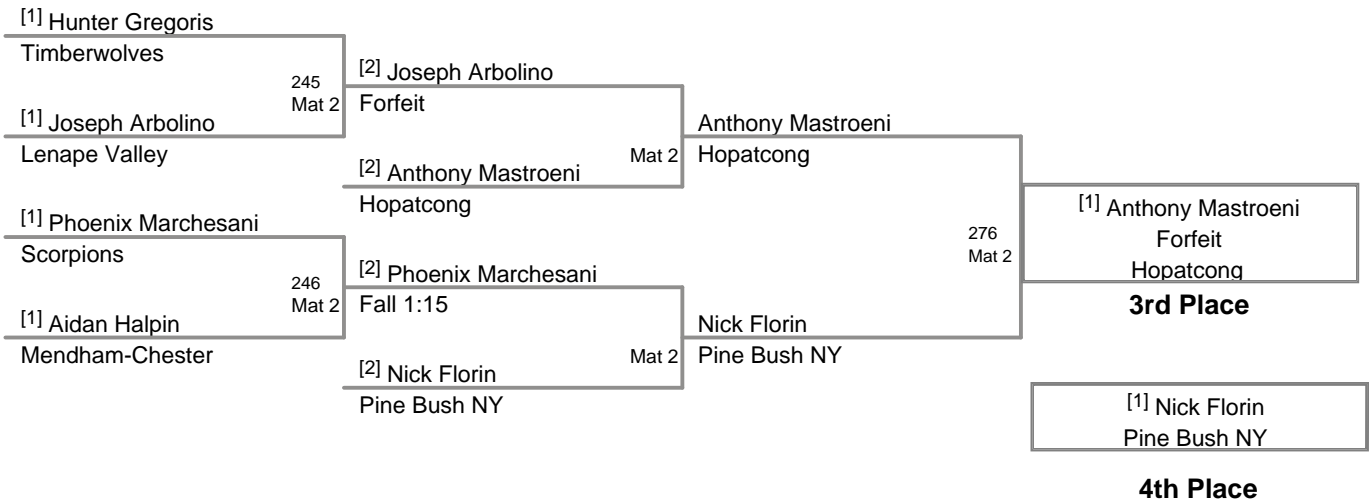 [1] Hunter Gregoris
Timberwolves
245
Mat 2
[1] Joseph Arbolino
Lenape Valley
[2] Joseph Arbolino
Forfeit
[2] Anthony Mastroeni
Hopatcong
Mat 2
Anthony Mastroeni
Hopatcong
[1] Phoenix Marchesani
Scorpions
246
Mat 2
[1] Aidan Halpin
Mendham-Chester
[2] Phoenix Marchesani
Fall 1:15
[2] Nick Florin
Pine Bush NY
Mat 2
Nick Florin
Pine Bush NY
276
Mat 2
[1] Anthony Mastroeni
Forfeit
Hopatcong
3rd Place
[1] Nick Florin
Pine Bush NY
4th Place